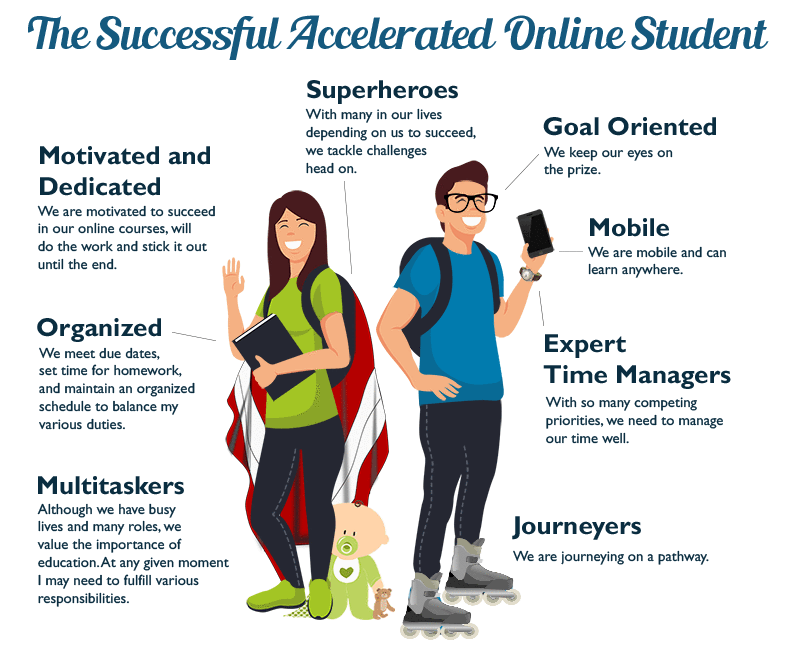 The Successful Accelerated Online Student
Superheroes
With many in our lives
depending on us to succeed,
we tackle challenges
head on.
Goal Oriented
We keep our eyes on
the prize.
Motivated and
Dedicated
We are motivated to succeed
in our online courses, will
do the work and stick it out
until the end.
Mobile
We are mobile and can
learn anywhere.
Organized
We meet due dates,
set time for homework,
and maintain an organized
schedule to balance my
various duties.
Expert
Time Managers
With so many competing
priorities, we need to manage
our time well.
Multitaskers
Although we have busy
lives and many roles, we
value the importance of
education. At any given moment
I may need to fulfill various
responsibilities.
Journeyers
We are journeying on a pathway.